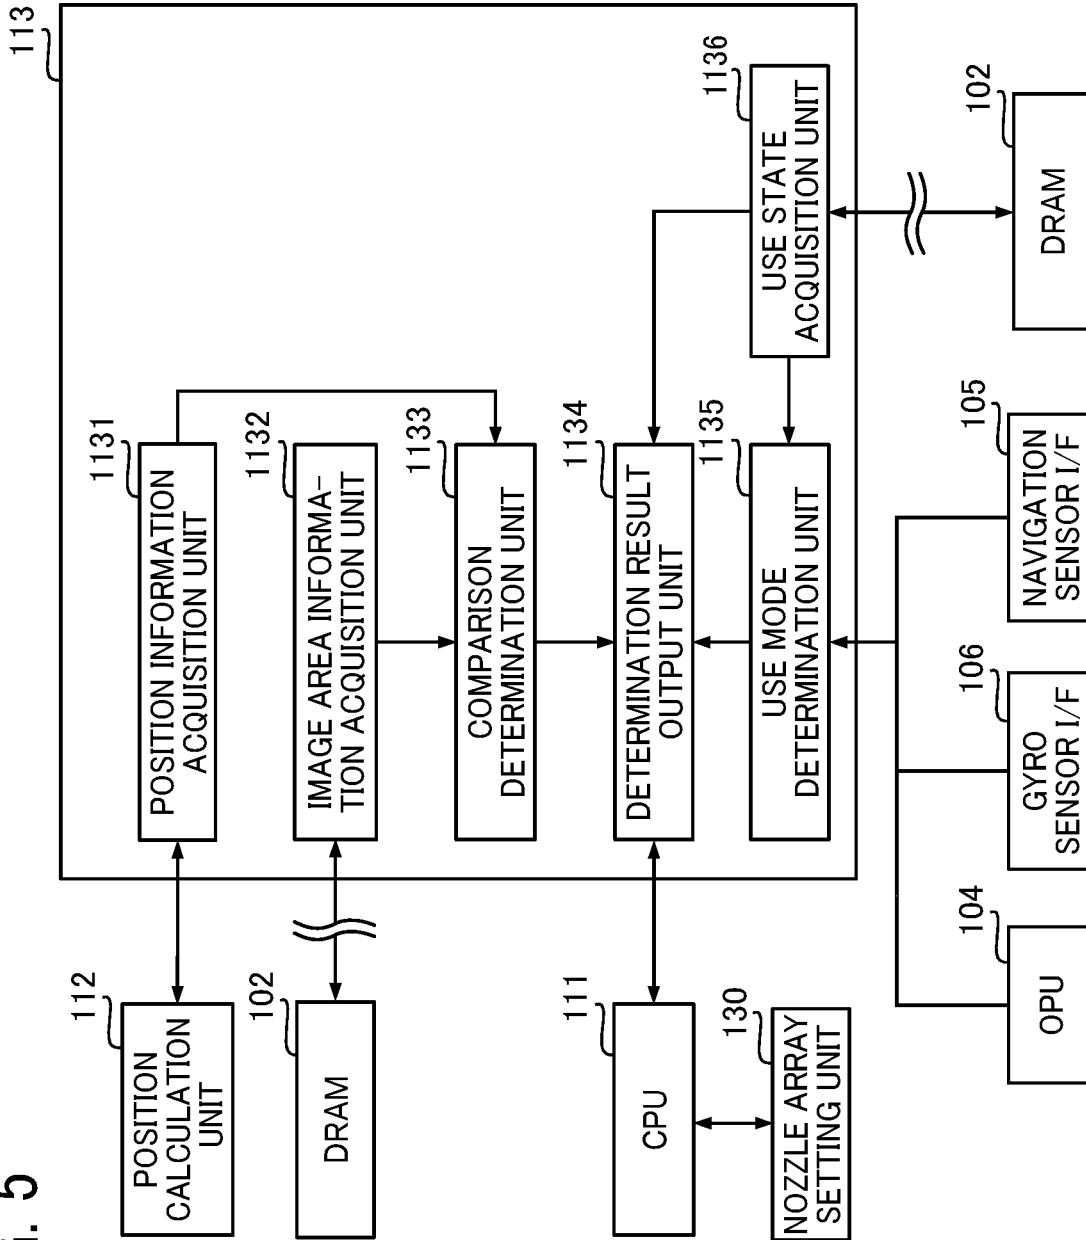 . 5
113
112
POSITION
CALCULATION
UNIT
1131
POSITION INFORMATION
ACQUISITION UNIT
102
DRAM
1132
IMAGE AREA INFORMA-
TION ACQUISITION UNIT
1133
COMPARISON
DETERMINATION UNIT
111
CPU
1134
DETERMINATION RESULT
OUTPUT UNIT
130
NOZZLE ARRAY
SETTING UNIT
1135
USE MODE
DETERMINATION UNIT
1136
USE STATE
ACQUISITION UNIT
104
OPU
106
GYRO
SENSOR I/F
105
NAVIGATION
SENSOR I/F
102
DRAM